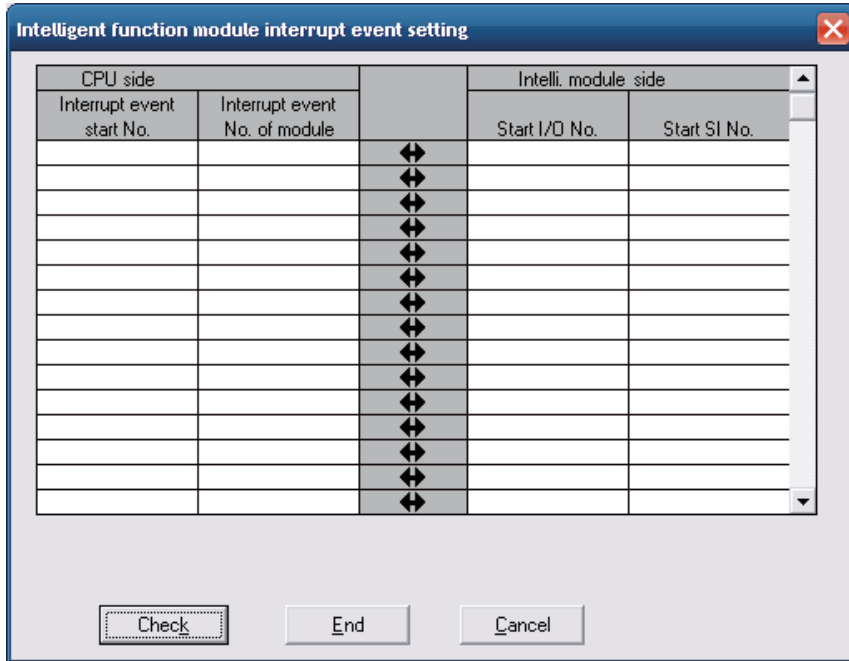 Intelligent function module interrupt event setting
CPU side
Intelli. module side
Interrupt event start No.
Interrupt event No. of module
Start I/O No.
Start SI No.
Check
End
Cancel